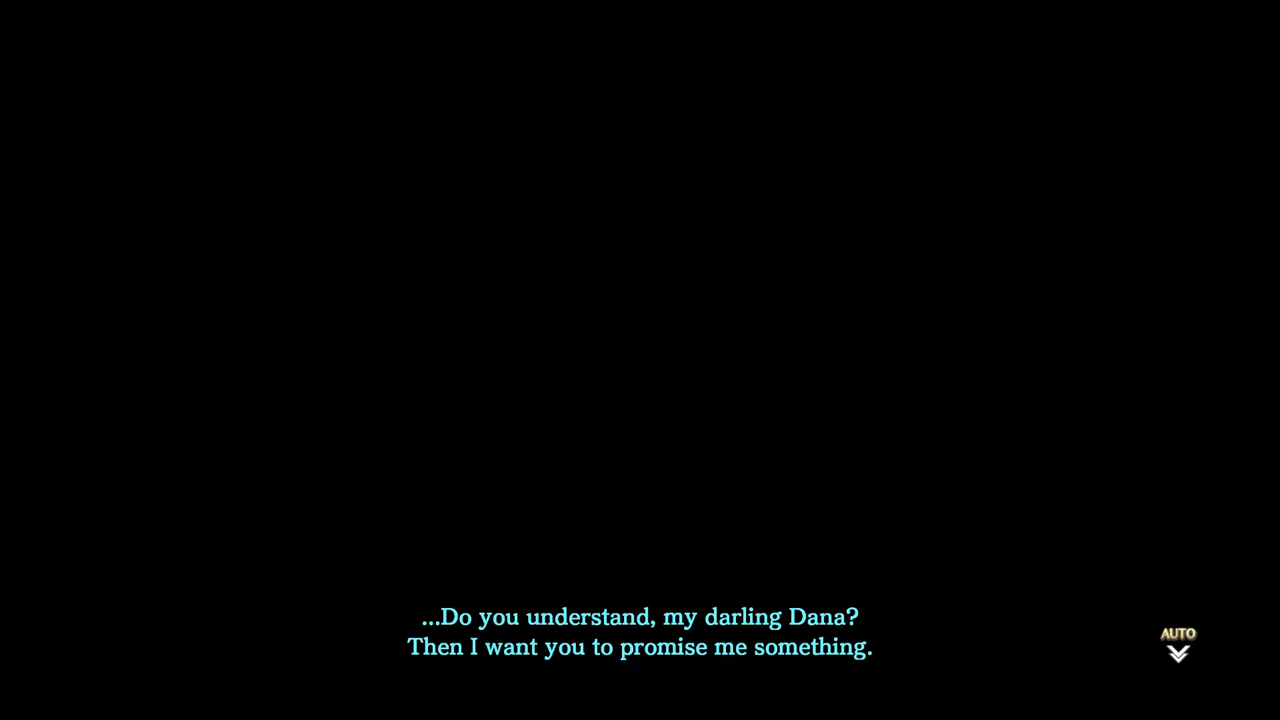 ...Do you understand, my darling Dana?
Then I want you to promise me something.
AUTO